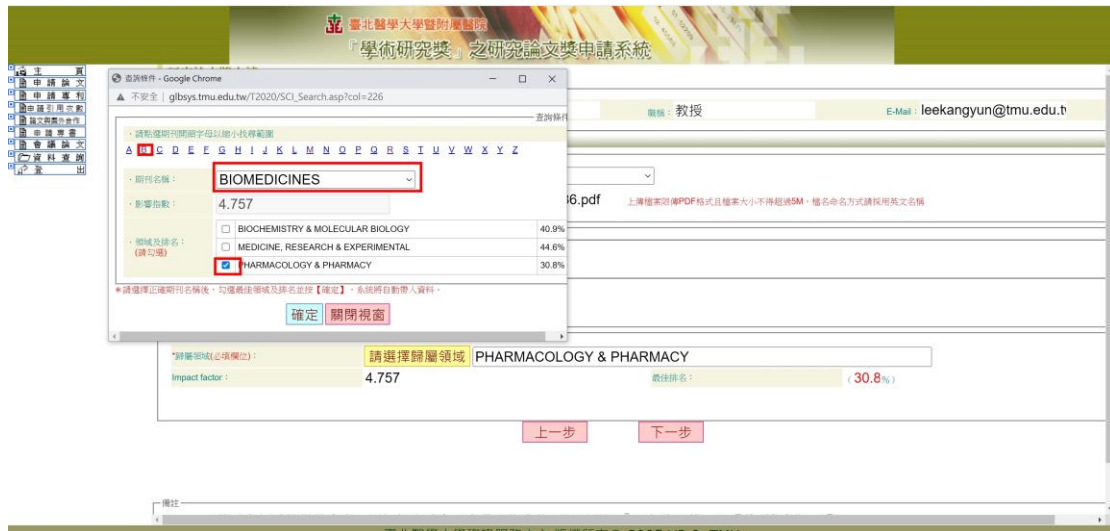 臺北醫學大學暨附屬醫院
『學術研究獎』之研究論文獎申請系統
主 頁
申 請 論 文
申 請 專 利
申請引用次數
論文與國外合作
申 請 專 書
會 議 論 文
資 料 查 詢
登 出
查詢條件 - Google Chrome
不安全 | glbsys.tmu.edu.tw/T2020/SCI_Search.asp?col=226
查詢條件
· 請點選期刊開頭字母以縮小找尋範圍
A B C D E F G H I J K L M N O P Q R S T U V W X Y Z
· 期刊名稱：
BIOMEDICINES
· 影響指數：
4.757
· 領域及排名：
(請勾選)
BIOCHEMISTRY & MOLECULAR BIOLOGY 40.9%
MEDICINE, RESEARCH & EXPERIMENTAL 44.6%
PHARMACOLOGY & PHARMACY 30.8%
＊請選擇正確期刊名稱後，勾選最佳領域及排名並按【確定】，系統將自動帶入資料。
確定 關閉視窗
職稱：教授
E-Mail：leekangyun@tmu.edu.t
6.pdf 上傳檔案限傳PDF格式且檔案大小不得超過5M，檔名命名方式請採用英文名稱
*歸屬領域(必填欄位)：
請選擇歸屬領域 PHARMACOLOGY & PHARMACY
Impact factor：
4.757
最佳排名：
（30.8%）
上一步 下一步
備註